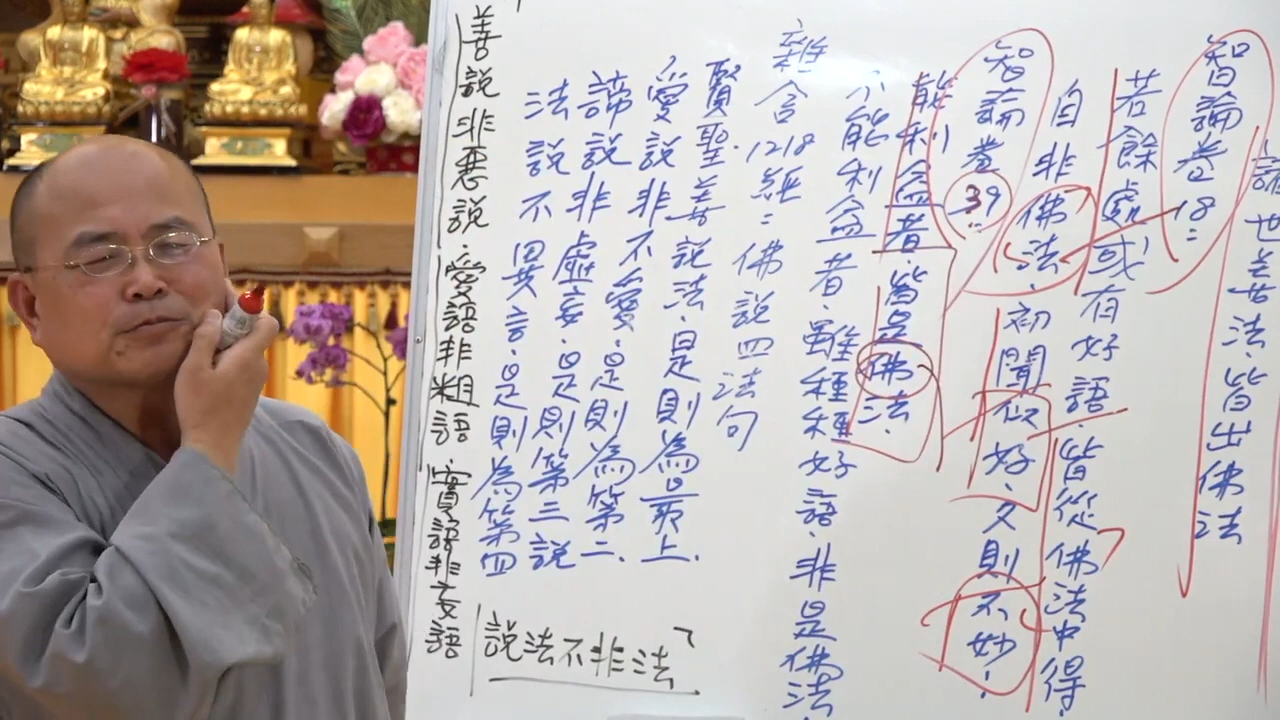 論世善法、皆出佛法
智論卷18:
若餘處或有好語、皆從佛法中得、
自非佛法、初聞似好、久則不妙!
智論卷39:
能利益者、皆是佛法、
不能利益者、雖種種好語、非是佛法、
雜含1218經:佛說四法句
賢聖善說法、是則為最上、
愛說非不愛、是則為第二、
諦說非虛妄、是則第三說
法說不異言、是則為第四
善說非惡說、愛語非粗語、實語非妄語
說法不非法